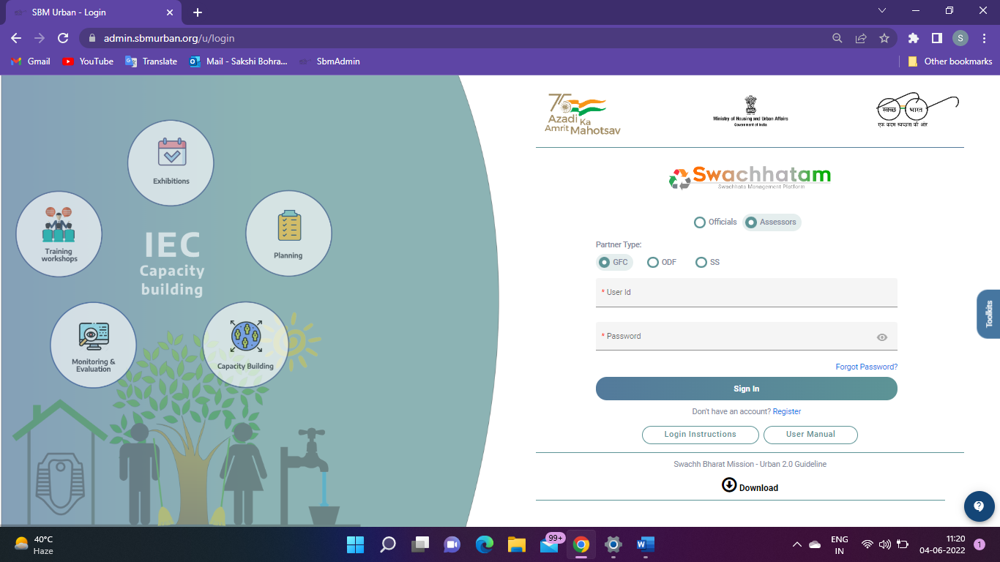 SBM Urban - Login
admin.sbmurban.org/u/login
S
Gmail
YouTube
Translate
Mail - Sakshi Bohra...
SbmAdmin
Other bookmarks
Exhibitions
Training
workshops
Planning
IEC
Capacity
building
Monitoring &
Evaluation
Capacity Building
75
Azadi Ka
Amrit Mahotsav
Ministry of Housing and Urban Affairs
Government of India
स्वच्छ भारत
एक कदम स्वच्छता की ओर
Swachhatam
Swachhata Management Platform
Officials
Assessors
Partner Type:
GFC
ODF
SS
* User Id
* Password
Forgot Password?
Sign In
Don't have an account? Register
Login Instructions
User Manual
Swachh Bharat Mission - Urban 2.0 Guideline
Download
Toolkits
40°C
Haze
99+
ENG
IN
11:20
04-06-2022
1